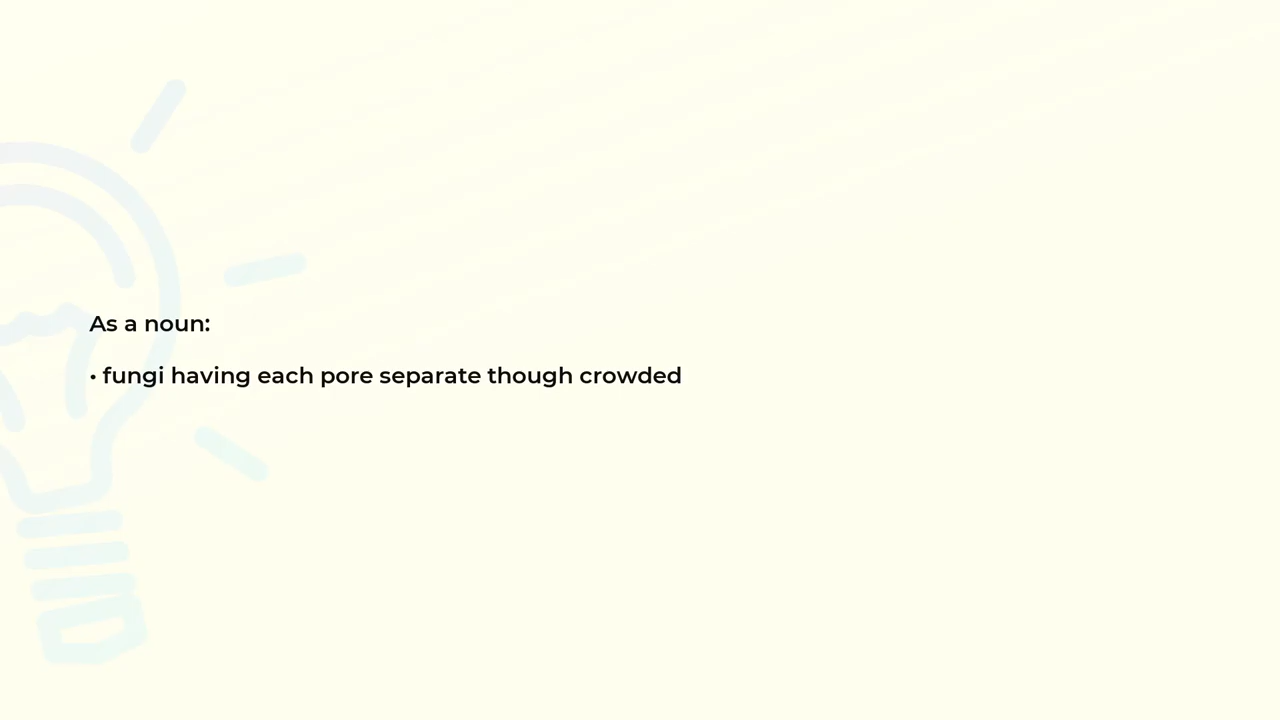 As a noun:
• fungi having each pore separate though crowded